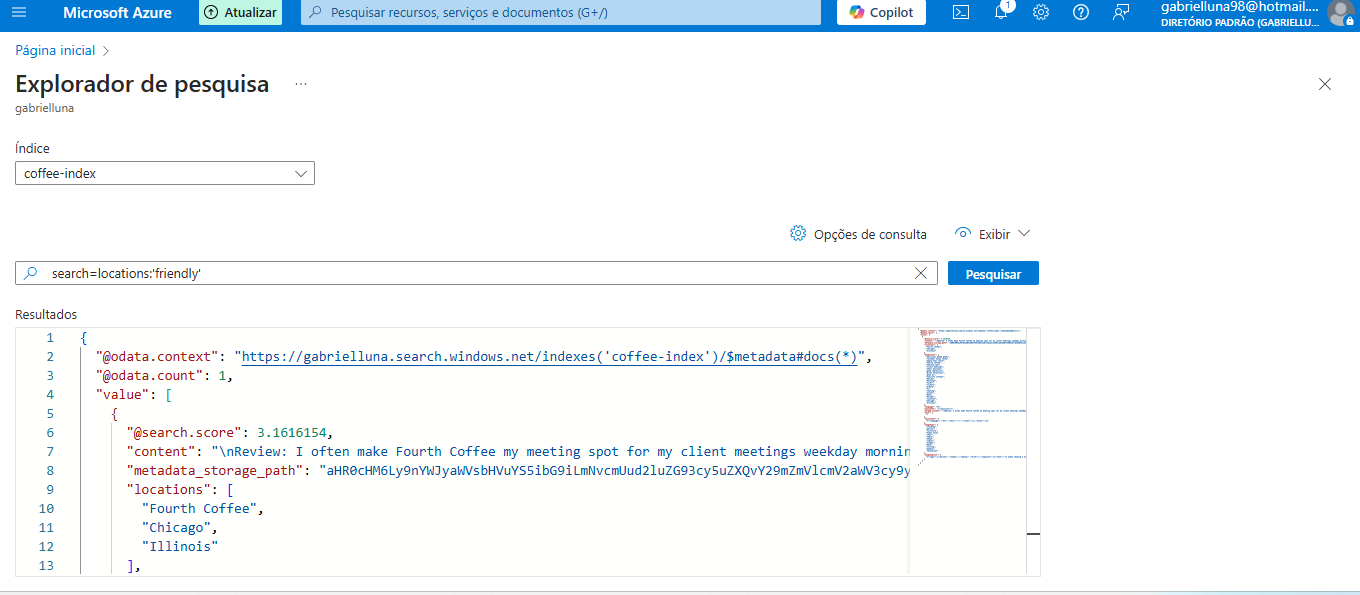 Microsoft Azure
Atualizar
Pesquisar recursos, serviços e documentos (G+/)
Copilot
1
gabrielluna98@hotmail....
DIRETÓRIO PADRÃO (GABRIELLU...
Página inicial >
Explorador de pesquisa ...
gabrielluna
Índice
coffee-index
Opções de consulta
Exibir
search=locations:'friendly'
Pesquisar
Resultados
1 {
2 "@odata.context": "https://gabrielluna.search.windows.net/indexes('coffee-index')/$metadata#docs(*)",
3 "@odata.count": 1,
4 "value": [
5 {
6 "@search.score": 3.1616154,
7 "content": "\nReview: I often make Fourth Coffee my meeting spot for my client meetings weekday mornin
8 "metadata_storage_path": "aHR0cHM6Ly9nYWJyaWVsbHVuYS5ibG9iLmNvcmUud2luZG93cy5uZXQvY29mZmVlcmV2aWV3cy9y
9 "locations": [
10 "Fourth Coffee",
11 "Chicago",
12 "Illinois"
13 ],